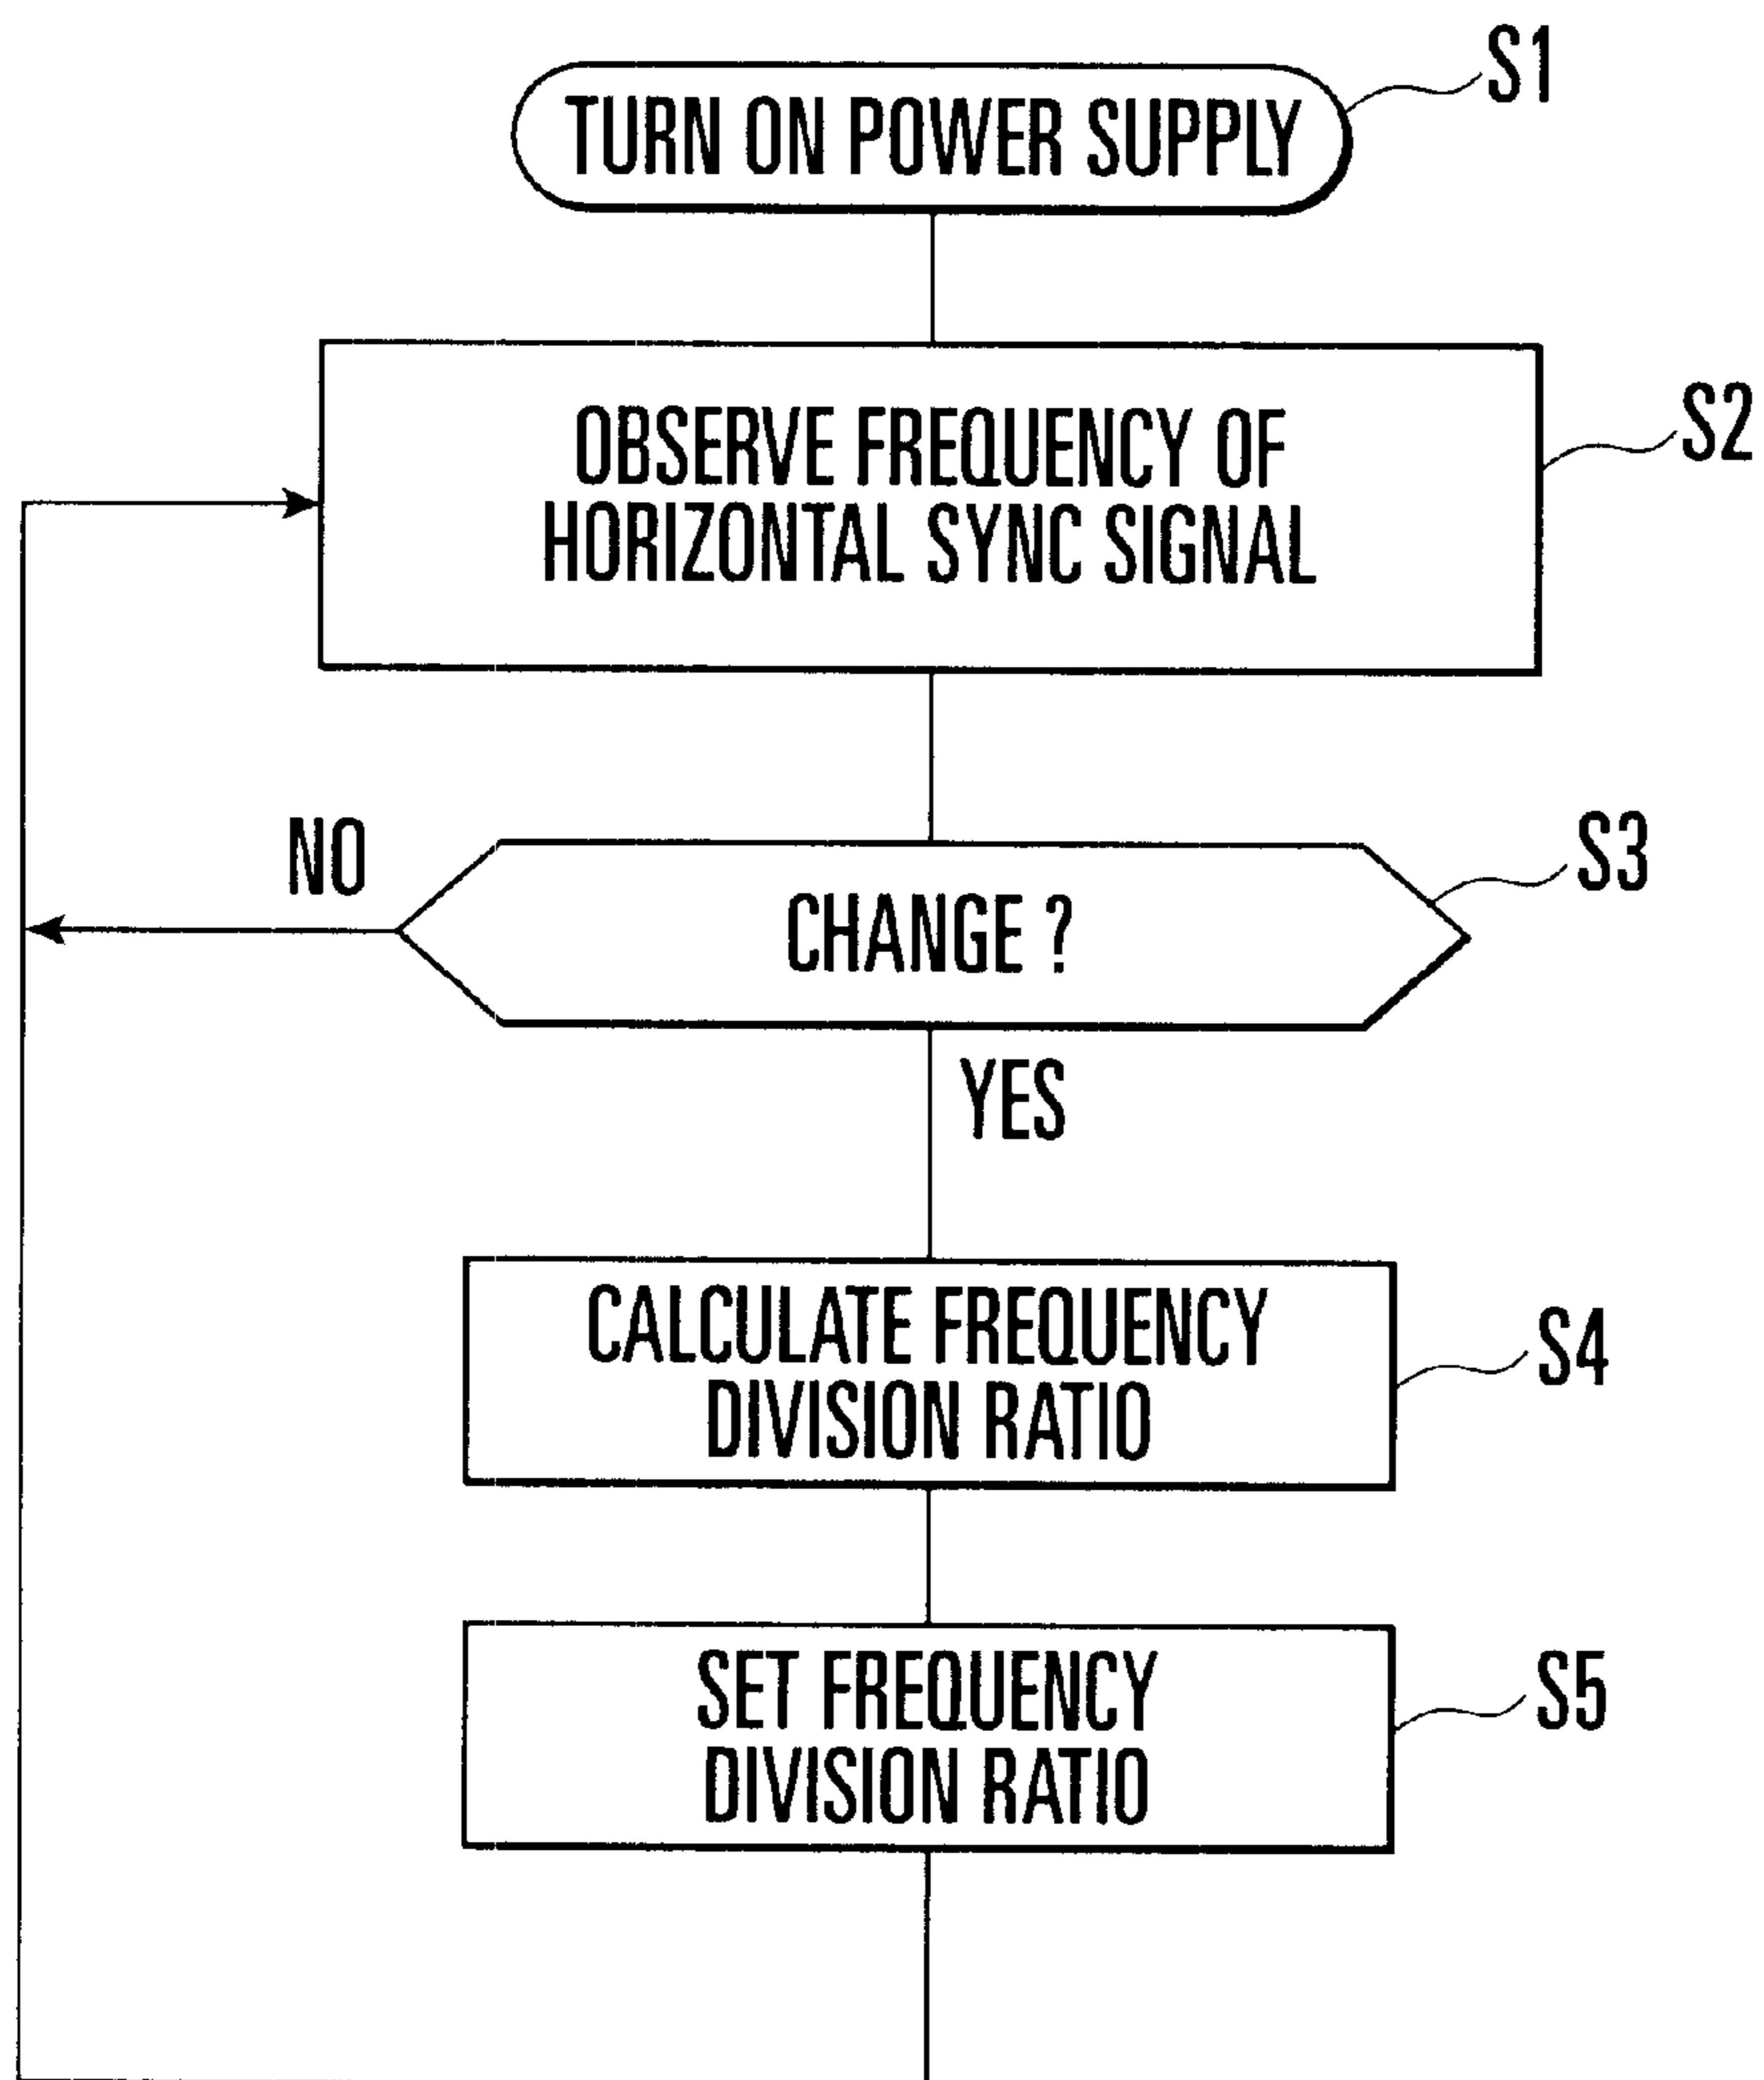 S1
TURN ON POWER SUPPLY
OBSERVE FREQUENCY OF
HORIZONTAL SYNC SIGNAL
S2
NO
CHANGE ?
S3
YES
CALCULATE FREQUENCY
DIVISION RATIO
S4
SET FREQUENCY
DIVISION RATIO
S5